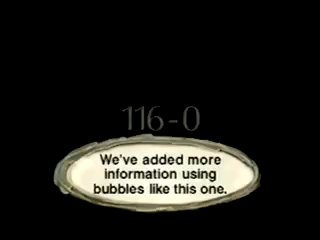 116-0
We've added more
information using
bubbles like this one.